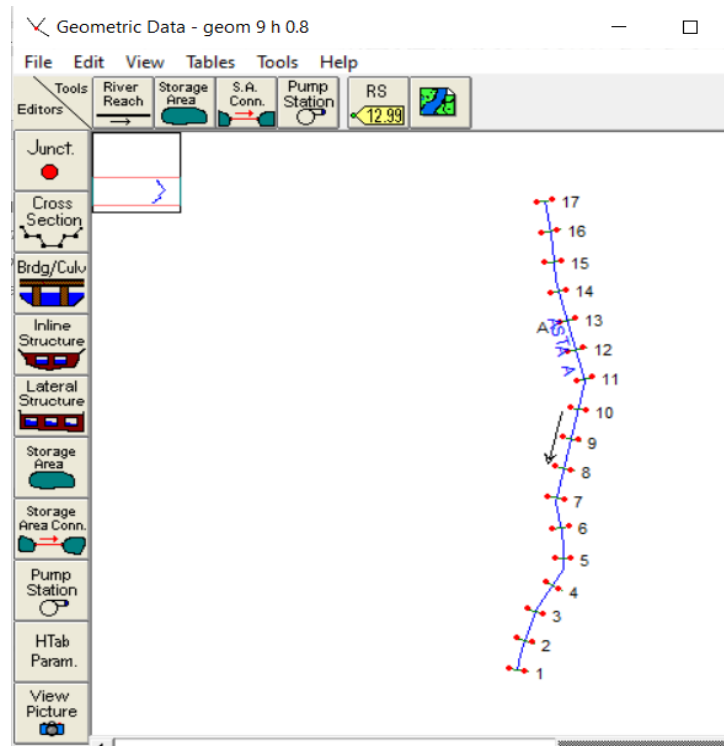 Geometric Data - geom 9 h 0.8
File Edit View Tables Tools Help
Tools
Editors
River
Reach
Storage
Area
S.A.
Conn.
Pump
Station
RS
12.99
Junct.
Cross
Section
Brdg/Culv
Inline
Structure
Lateral
Structure
Storage
Area
Storage
Area Conn.
Pump
Station
HTab
Param.
View
Picture
17
16
15
14
13
A
ASTA A
12
11
10
9
8
7
6
5
4
3
2
1